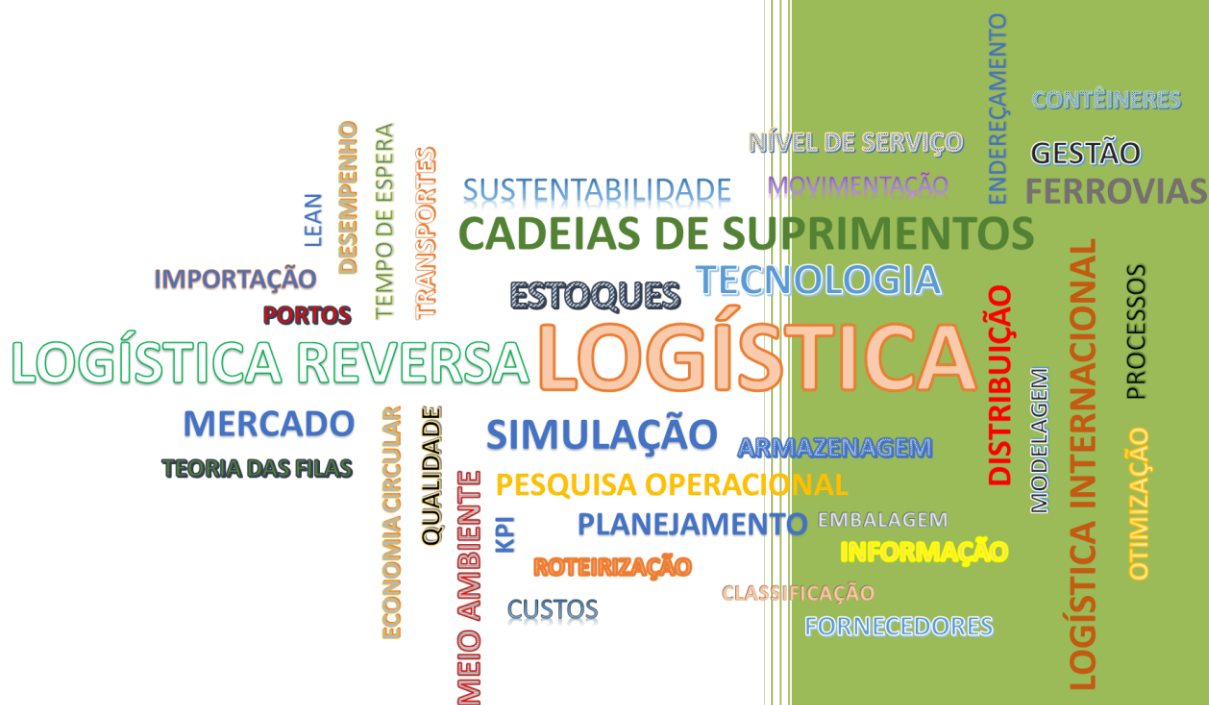 ENDEREÇAMENTO
CONTÊINERES
NÍVEL DE SERVIÇO
GESTÃO
LEAN
DESEMPENHO
TEMPO DE ESPERA
TRANSPORTES
SUSTENTABILIDADE
MOVIMENTAÇÃO
FERROVIAS
CADEIAS DE SUPRIMENTOS
IMPORTAÇÃO
TECNOLOGIA
ESTOQUES
PORTOS
LOGÍSTICA REVERSA
LOGÍSTICA
DISTRIBUIÇÃO
MODELAGEM
LOGÍSTICA INTERNACIONAL
PROCESSOS
MERCADO
ECONOMIA CIRCULAR
QUALIDADE
SIMULAÇÃO
ARMAZENAGEM
TEORIA DAS FILAS
MEIO AMBIENTE
PESQUISA OPERACIONAL
KPI
PLANEJAMENTO
EMBALAGEM
OTIMIZAÇÃO
INFORMAÇÃO
ROTEIRIZAÇÃO
CLASSIFICAÇÃO
CUSTOS
FORNECEDORES